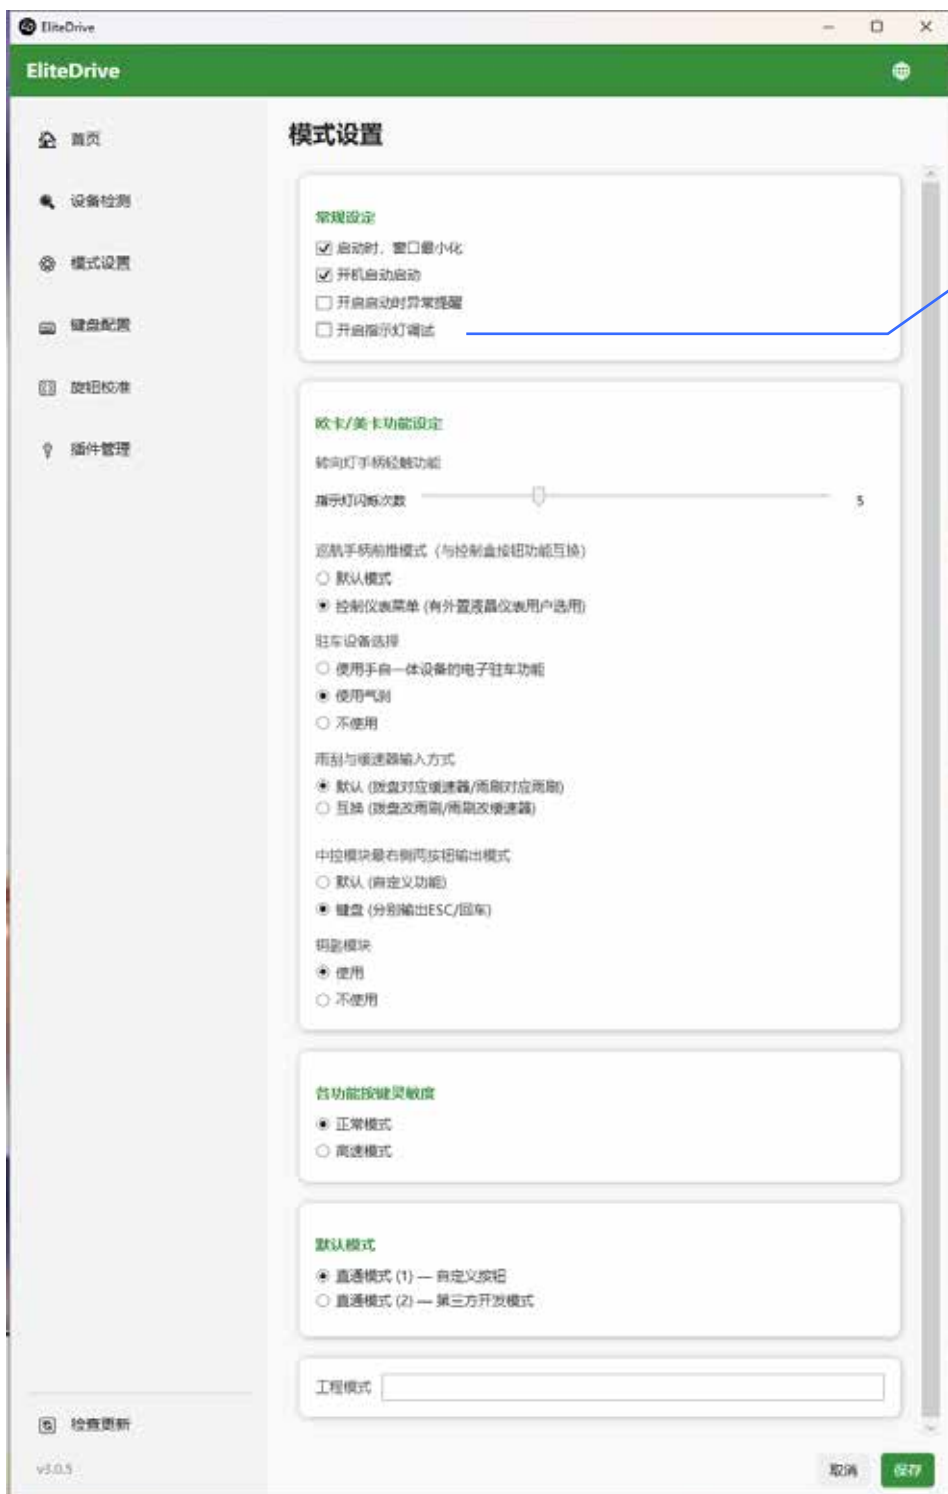 EliteDrive
EliteDrive
首页
设备检测
模式设置
键盘配置
旋钮校准
插件管理
检查更新
v3.0.5
模式设置
常规设定
启动时，窗口最小化
开机自动启动
开启启动时异常提醒
开启指示灯调试
欧卡/美卡功能设定
转向灯手柄轻触功能
指示灯闪烁次数 5
巡航手柄前推模式（与控制盒按钮功能互换）
默认模式
控制仪表菜单 (有外置液晶仪表用户选用)
驻车设备选择
使用手自一体设备的电子驻车功能
使用气刹
不使用
雨刮与缓速器输入方式
默认 (拨盘对应缓速器/雨刷对应雨刷)
互换 (拨盘改雨刷/雨刷改缓速器)
中控模块最右侧两按钮输出模式
默认 (自定义功能)
键盘 (分别输出ESC/回车)
钥匙模块
使用
不使用
各功能按键灵敏度
正常模式
高速模式
默认模式
直通模式 (1) — 自定义按钮
直通模式 (2) — 第三方开发模式
工程模式
取消
保存